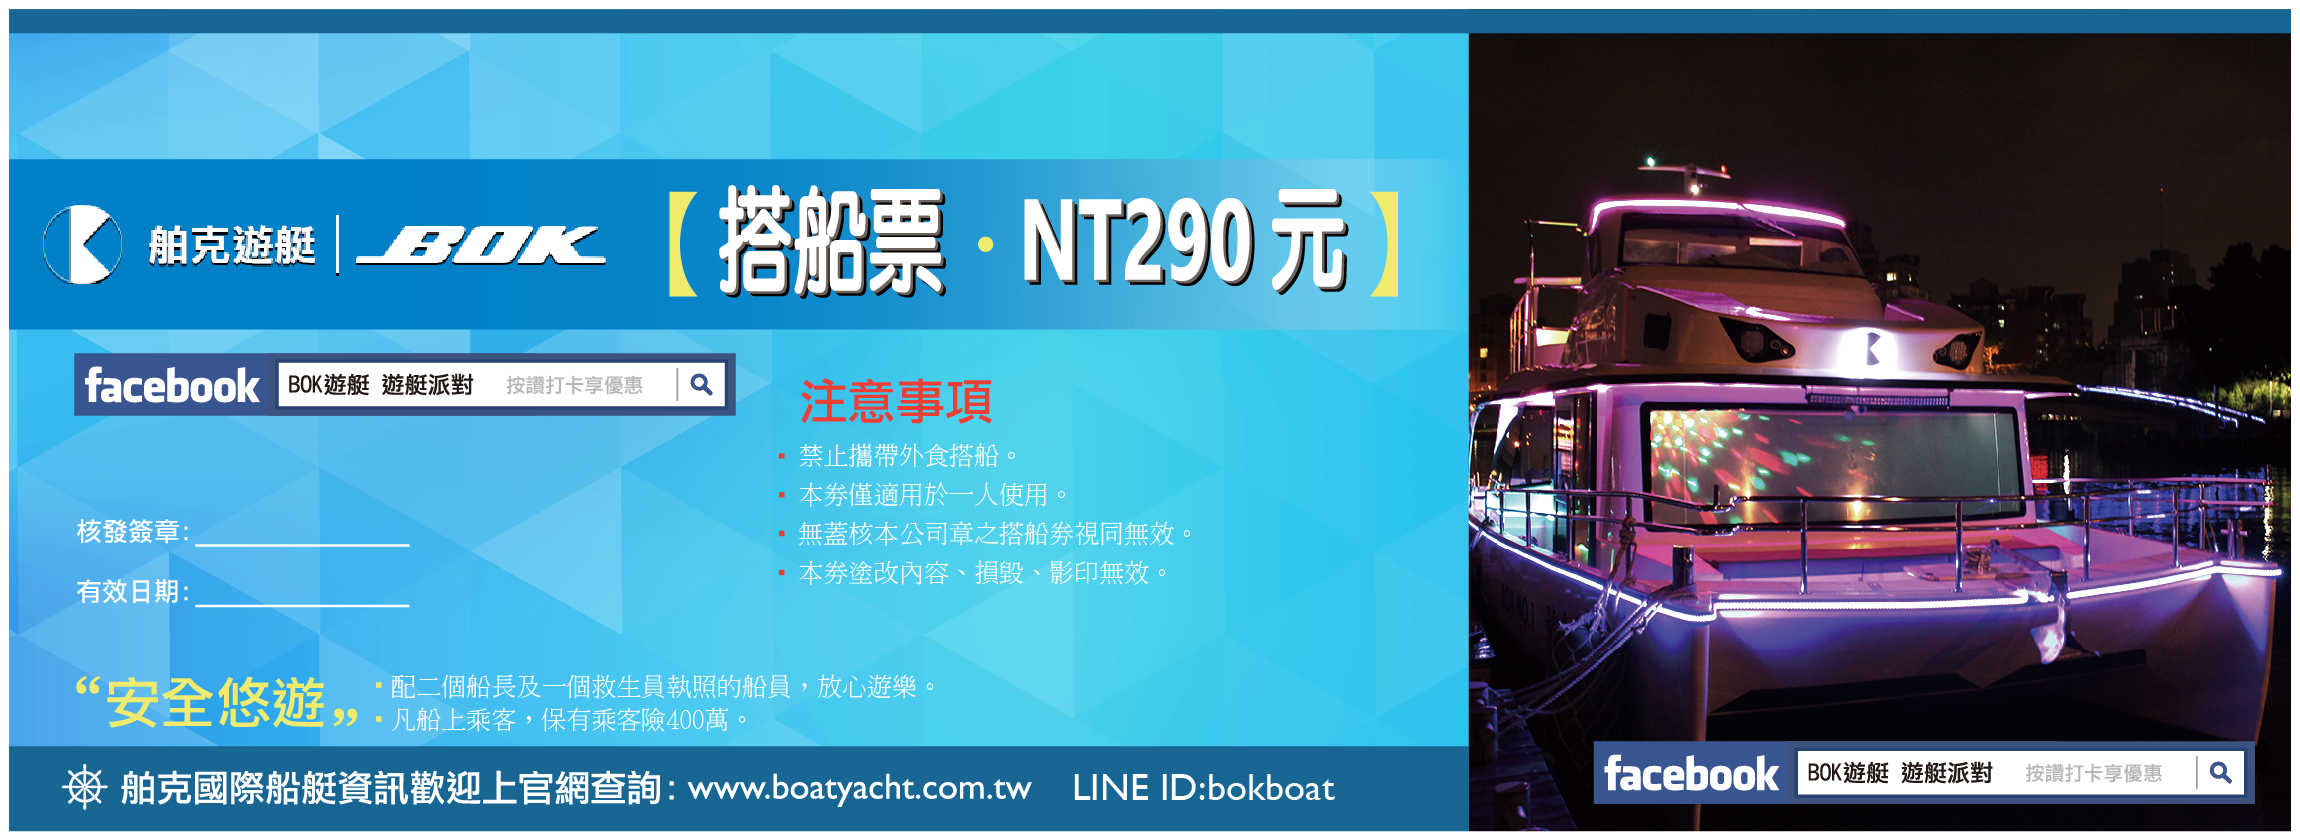 舶克遊艇 BOK 【搭船票・NT290元】
facebook BOK遊艇 遊艇派對 按讚打卡享優惠
注意事項
禁止攜帶外食搭船。
本券僅適用於一人使用。
無蓋核本公司章之搭船券視同無效。
本券塗改內容、損毀、影印無效。
核發簽章：
有效日期：
“安全悠遊”
配二個船長及一個救生員執照的船員，放心遊樂。
凡船上乘客，保有乘客險400萬。
舶克國際船艇資訊歡迎上官網查詢：www.boatyacht.com.tw LINE ID:bokboat
facebook BOK遊艇 遊艇派對 按讚打卡享優惠